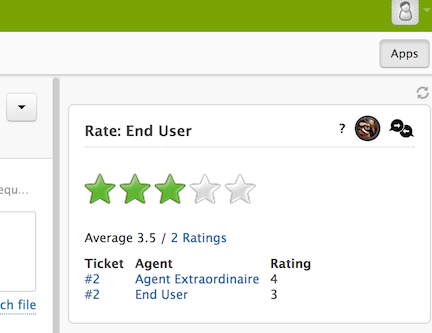 Apps
Rate: End User ?
equ...
Average 3.5 / 2 Ratings
Ticket Agent Rating
#2 Agent Extraordinaire 4
#2 End User 3
ch file